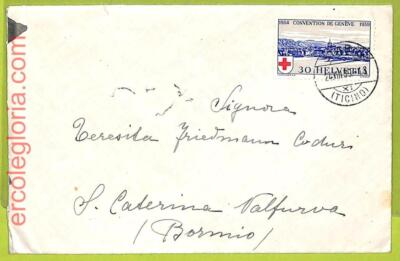 ercolegloria.com
1864 CONVENTION DE GENÈVE 1939
30 HELVETIA
(TICINO)
Signora
Teresita Friedmann Coduri
S. Caterina Valfurva
(Bormio)